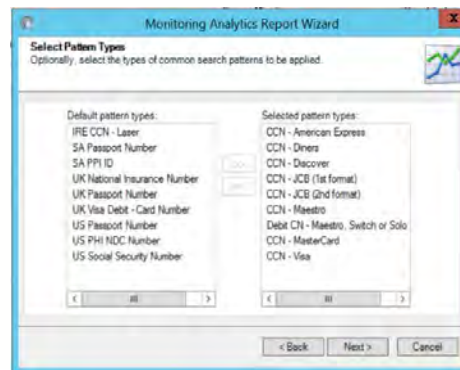 Monitoring Analytics Report Wizard
Select Pattern Types
Optionally, select the types of common search patterns to be applied.
Default pattern types:
IRE CCN - Laser
SA Passport Number
SA PPI ID
UK National Insurance Number
UK Passport Number
UK Visa Debit - Card Number
US Passport Number
US PHI NDC Number
US Social Security Number
Selected pattern types:
CCN - American Express
CCN - Diners
CCN - Discover
CCN - JCB (1st format)
CCN - JCB (2nd format)
CCN - Maestro
Debit CN - Maestro, Switch or Solo
CCN - MasterCard
CCN - Visa
< Back
Next >
Cancel